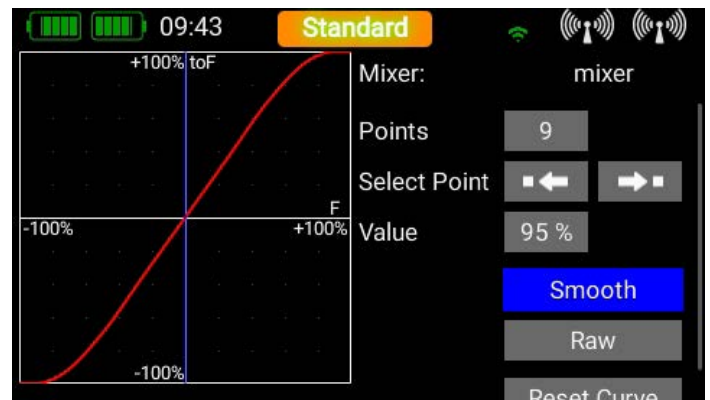 09:43 Standard
+100% toF
Mixer: mixer
Points 9
Select Point
F
-100% +100%
Value 95 %
Smooth
Raw
-100%
Reset Curve